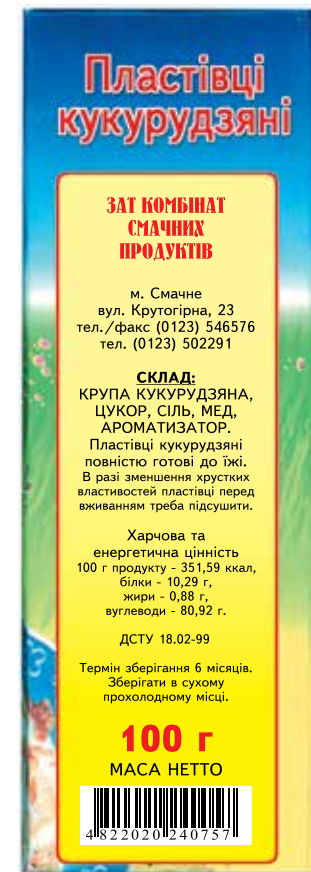 Пластівці
кукурудзяні
ЗАТ КОМБІНАТ
СМАЧНИХ
ПРОДУКТІВ
м. Смачне
вул. Крутогірна, 23
тел./факс (0123) 546576
тел. (0123) 502291
СКЛАД:
КРУПА КУКУРУДЗЯНА,
ЦУКОР, СІЛЬ, МЕД,
АРОМАТИЗАТОР.
Пластівці кукурудзяні
повністю готові до їжі.
В разі зменшення хрустких
властивостей пластівці перед
вживанням треба підсушити.
Харчова та
енергетична цінність
100 г продукту - 351,59 ккал,
білки - 10,29 г,
жири - 0,88 г,
вуглеводи - 80,92 г.
ДСТУ 18.02-99
Термін зберігання 6 місяців.
Зберігати в сухому
прохолодному місці.
100 г
МАСА НЕТТО
4822020240757